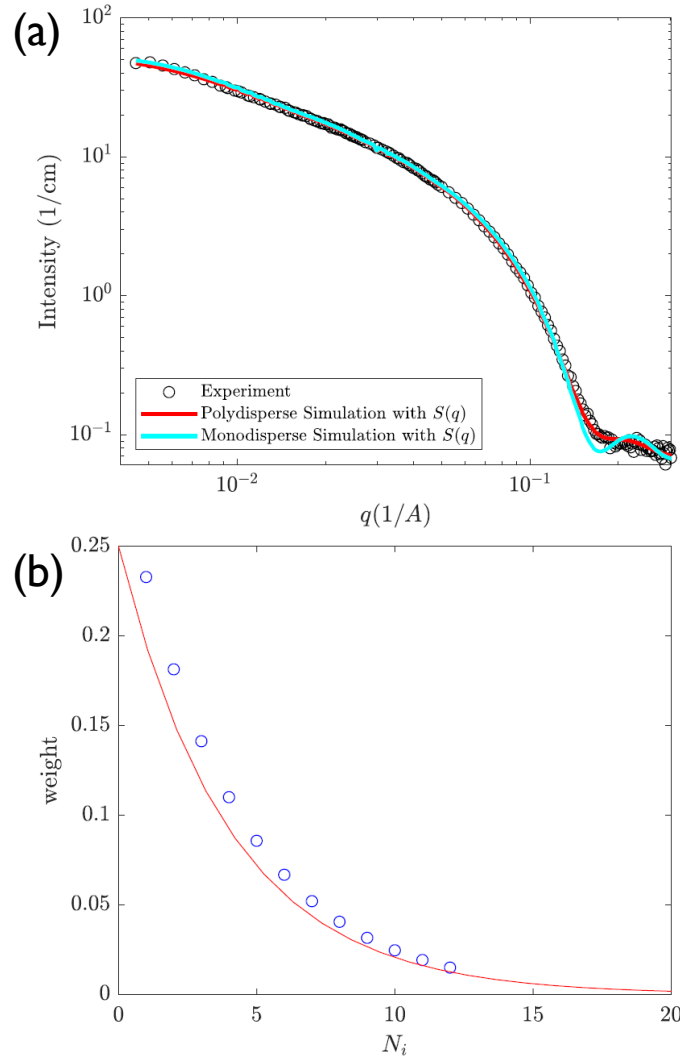 (a)
10^2
10^1
10^0
10^-1
Intensity (1/cm)
Experiment
Polydisperse Simulation with S(q)
Monodisperse Simulation with S(q)
10^-2 10^-1
q(1/A)
(b)
0.25
0.2
0.15
0.1
0.05
0
weight
0 5 10 15 20
N_i